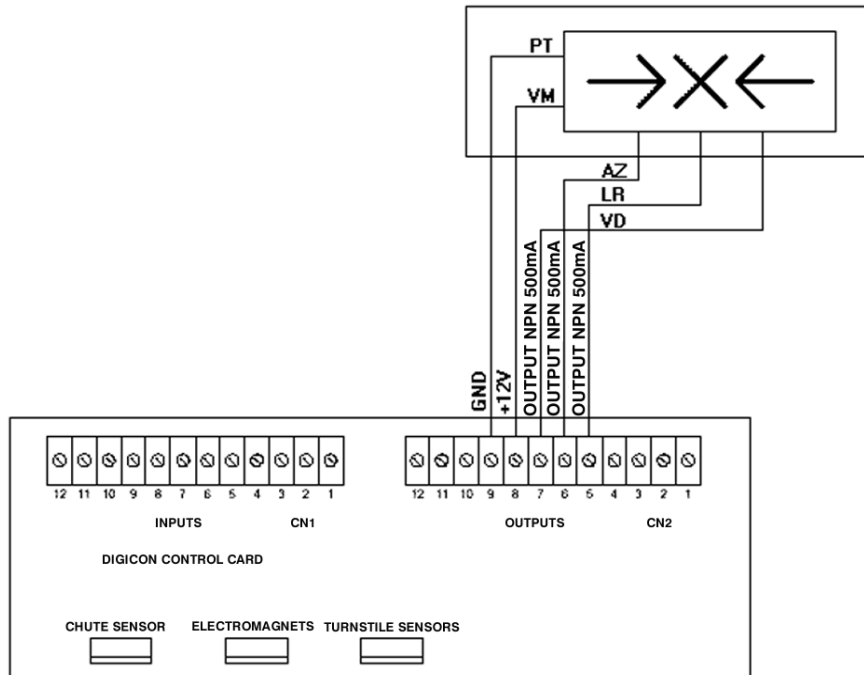 PT
VM
AZ
LR
VD
GND
+12V
OUTPUT NPN 500mA
OUTPUT NPN 500mA
OUTPUT NPN 500mA
12 11 10 9 8 7 6 5 4 3 2 1
12 11 10 9 8 7 6 5 4 3 2 1
INPUTS CN1
OUTPUTS CN2
DIGICON CONTROL CARD
CHUTE SENSOR
ELECTROMAGNETS
TURNSTILE SENSORS